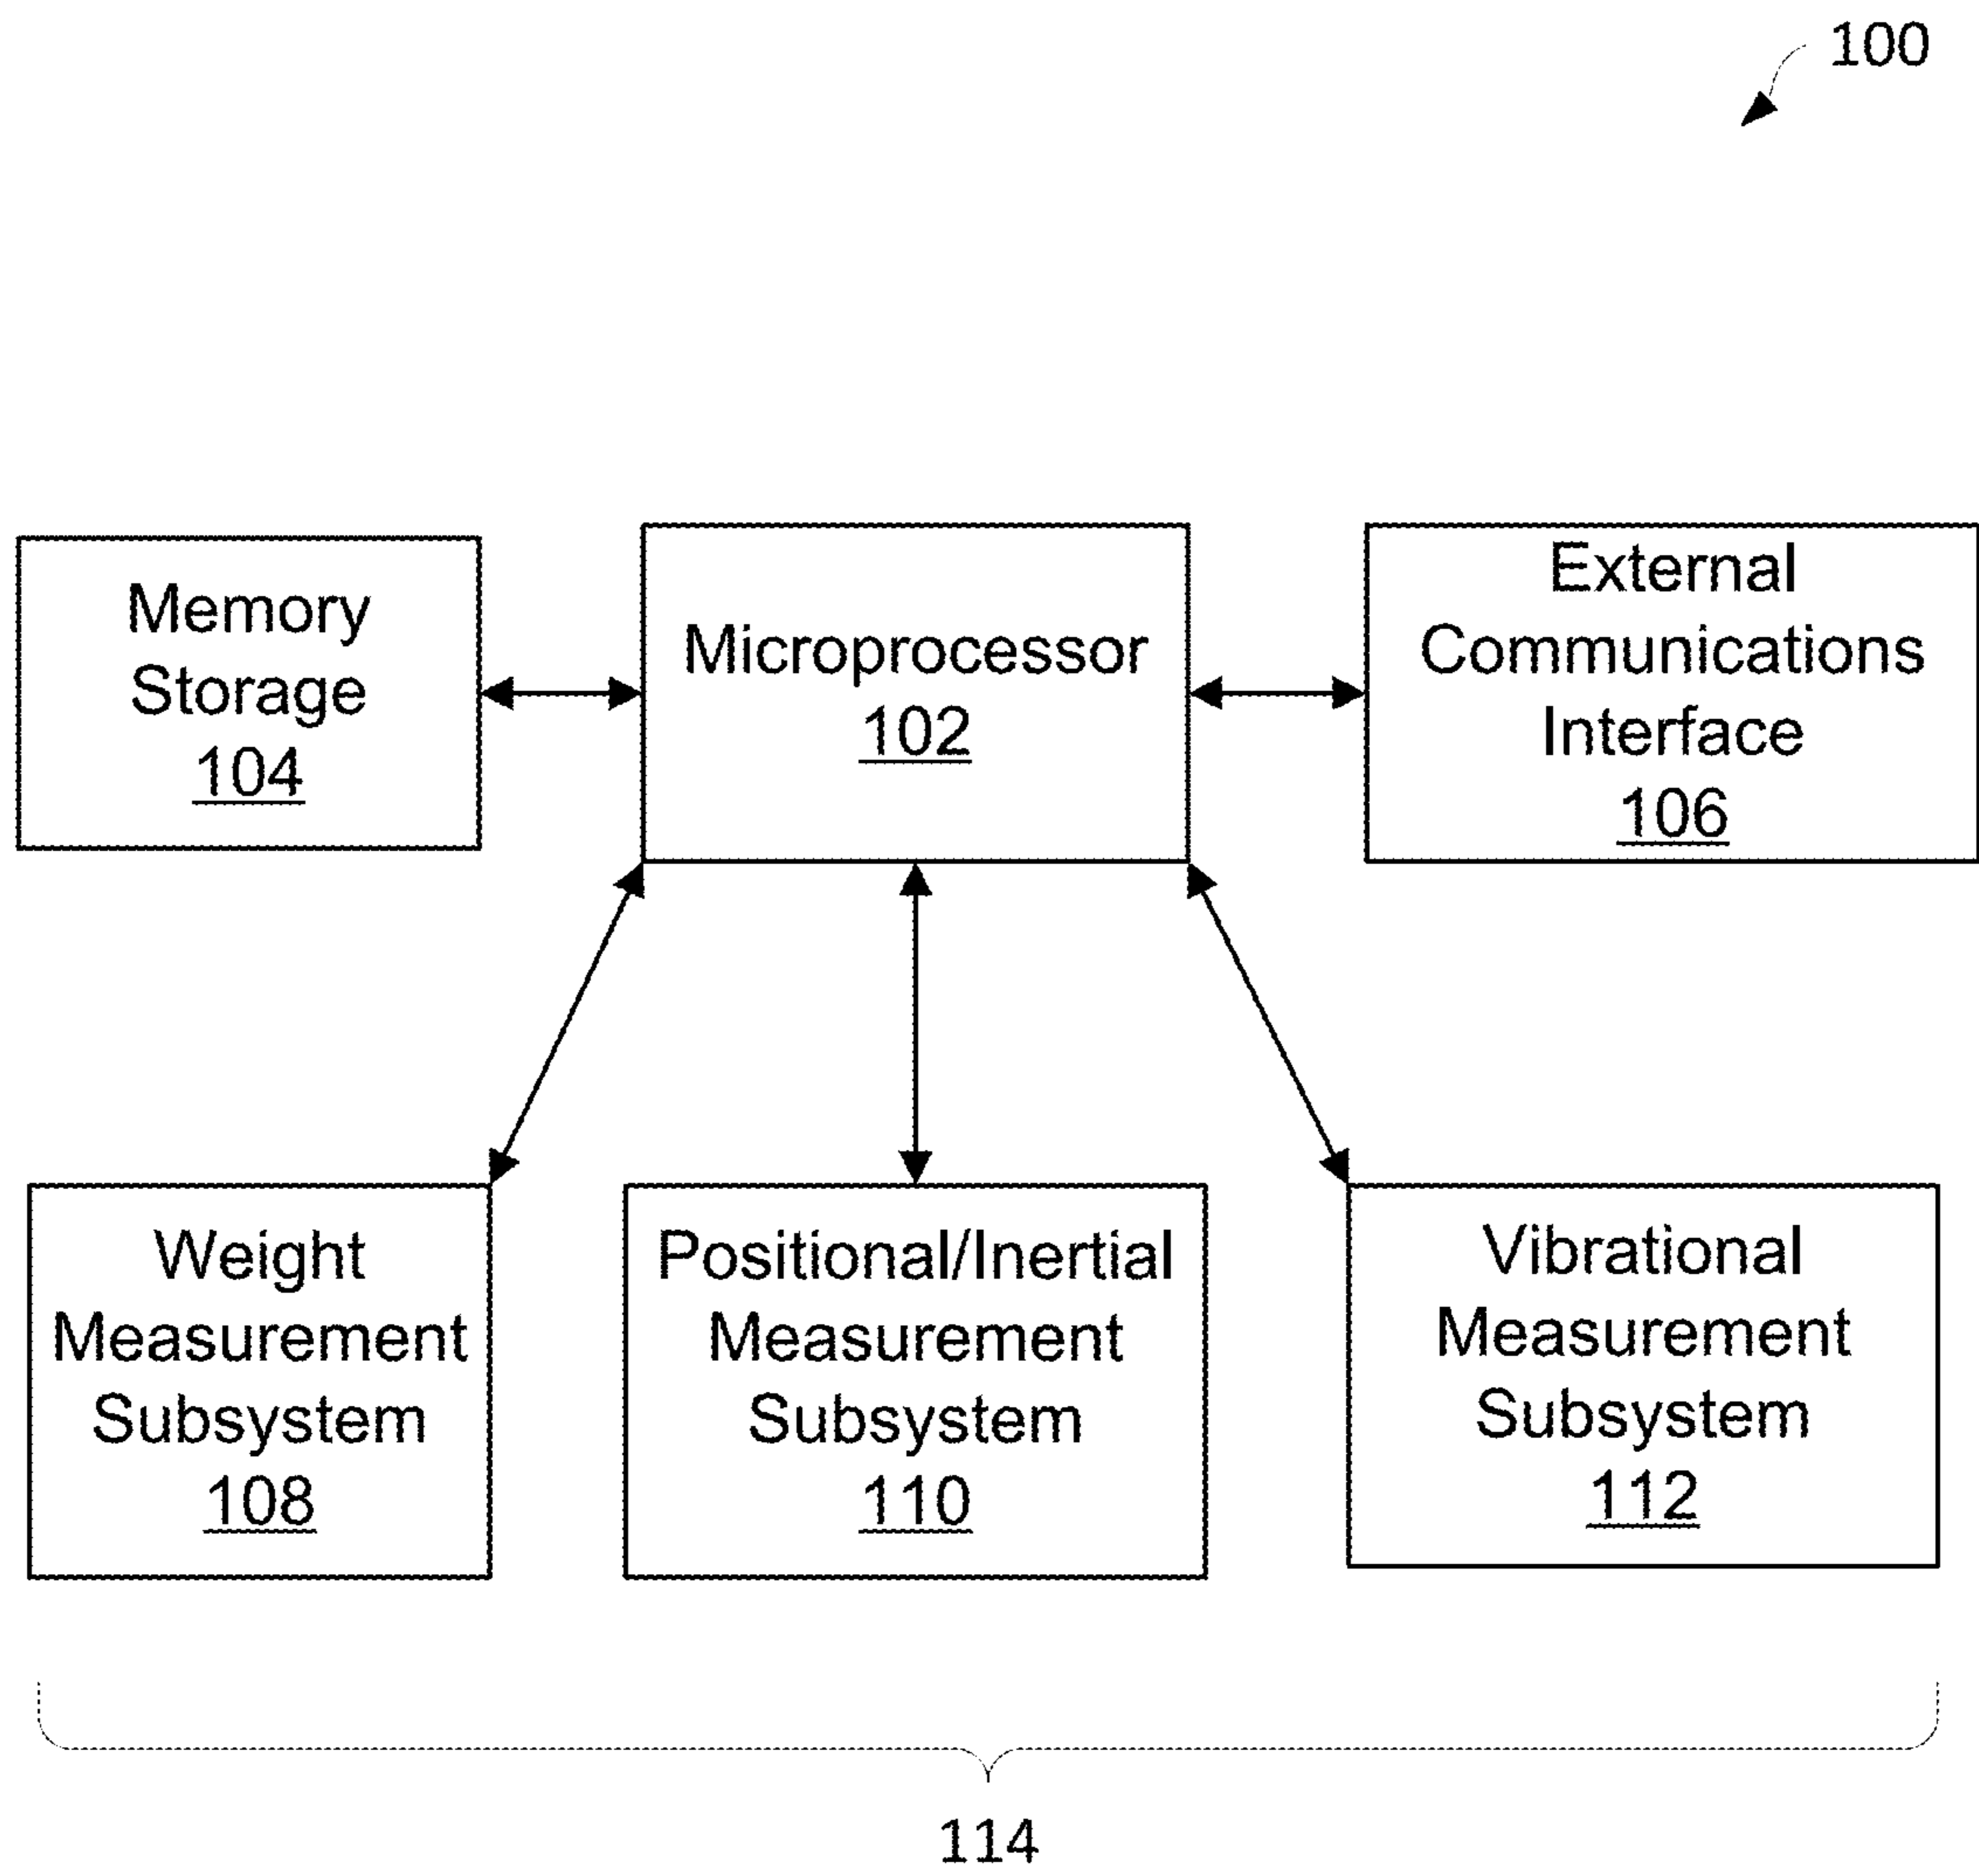 100
Memory
Storage
104
Microprocessor
102
External
Communications
Interface
106
Weight
Measurement
Subsystem
108
Positional/Inertial
Measurement
Subsystem
110
Vibrational
Measurement
Subsystem
112
114